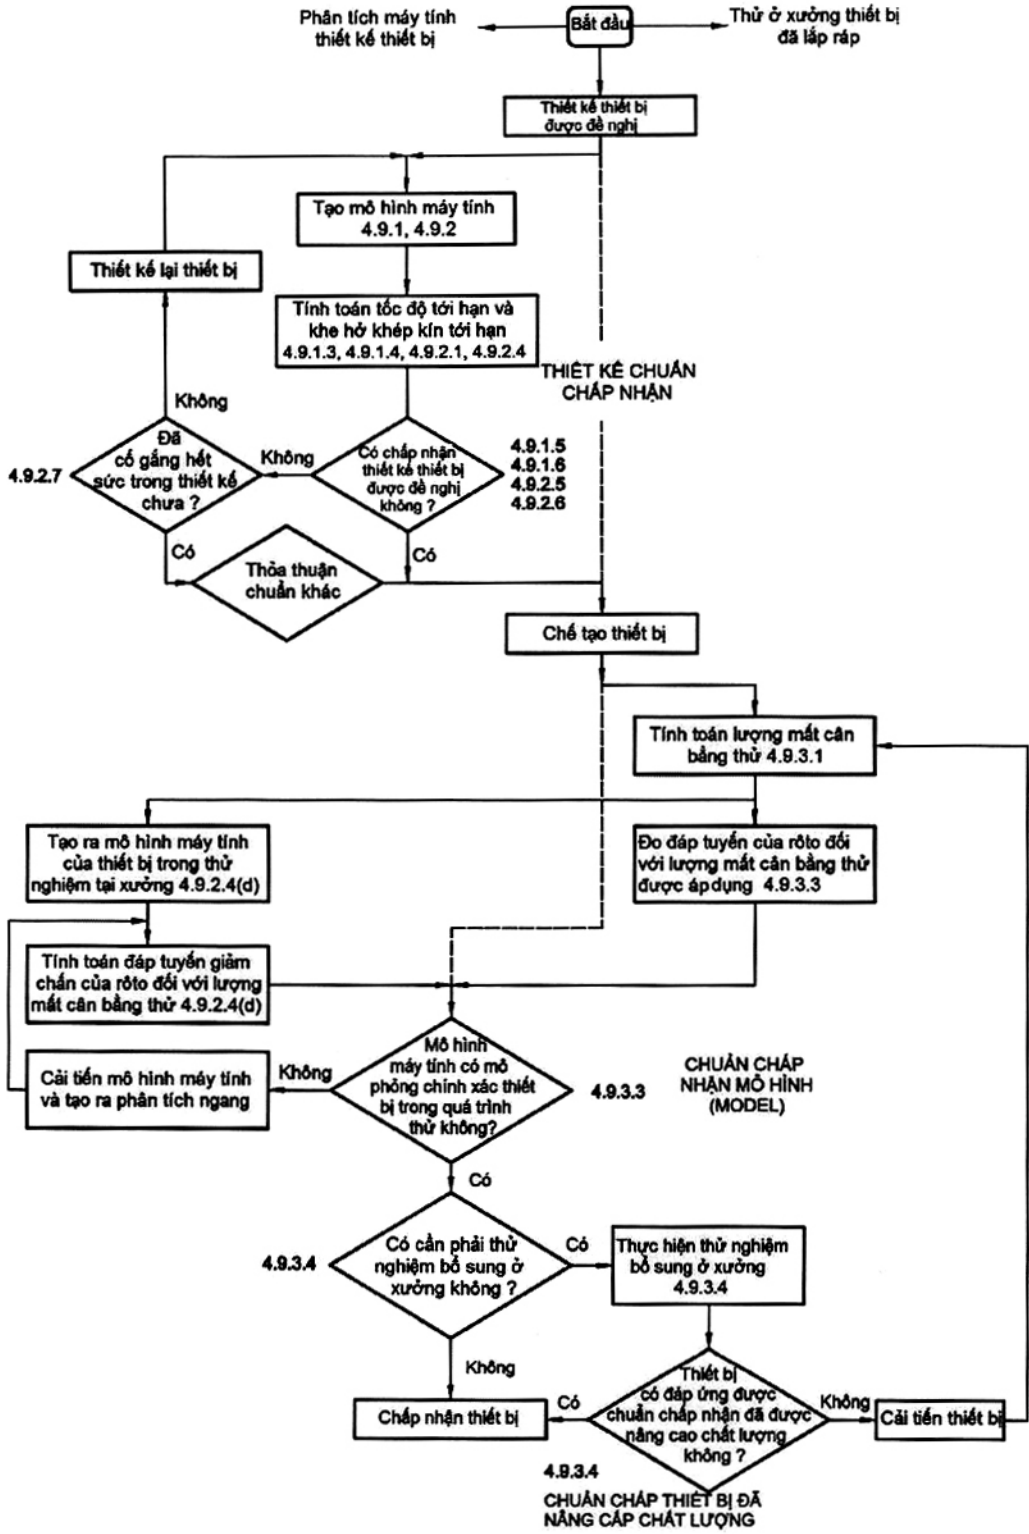 Phân tích máy tính
thiết kế thiết bị
Bắt đầu
Thử ở xưởng thiết bị
đã lắp ráp
Thiết kế thiết bị
được đề nghị
Tạo mô hình máy tính
4.9.1, 4.9.2
Thiết kế lại thiết bị
Tính toán tốc độ tới hạn và
khe hở khép kín tới hạn
4.9.1.3, 4.9.1.4, 4.9.2.1, 4.9.2.4
THIẾT KẾ CHUẨN
CHẤP NHẬN
Không
4.9.2.7
Đã
cố gắng hết
sức trong thiết kế
chưa ?
Không
Có chấp nhận
thiết kế thiết bị
được đề nghị
không ?
4.9.1.5
4.9.1.6
4.9.2.5
4.9.2.6
Có
Có
Thỏa thuận
chuẩn khác
Chế tạo thiết bị
Tính toán lượng mất cân
bằng thử 4.9.3.1
Tạo ra mô hình máy tính
của thiết bị trong thử
nghiệm tại xưởng 4.9.2.4(d)
Đo đáp tuyến của rôto đối
với lượng mất cân bằng thử
được ápdụng 4.9.3.3
Tính toán đáp tuyến giảm
chấn của rôto đối với lượng
mất cân bằng thử 4.9.2.4(d)
Cải tiến mô hình máy tính
và tạo ra phân tích ngang
Không
Mô hình
máy tính có mô
phỏng chính xác thiết
bị trong quá trình
thử không?
4.9.3.3
CHUẨN CHẤP
NHẬN MÔ HÌNH
(MODEL)
Có
4.9.3.4
Có cần phải thử
nghiệm bổ sung ở
xưởng không ?
Có
Thực hiện thử nghiệm
bổ sung ở xưởng
4.9.3.4
Không
Chấp nhận thiết bị
Có
Thiết bị
có đáp ứng được
chuẩn chấp nhận đã được
nâng cao chất lượng
không ?
Không
Cải tiến thiết bị
4.9.3.4
CHUẨN CHẤP THIẾT BỊ ĐÃ
NÂNG CẤP CHẤT LƯỢNG